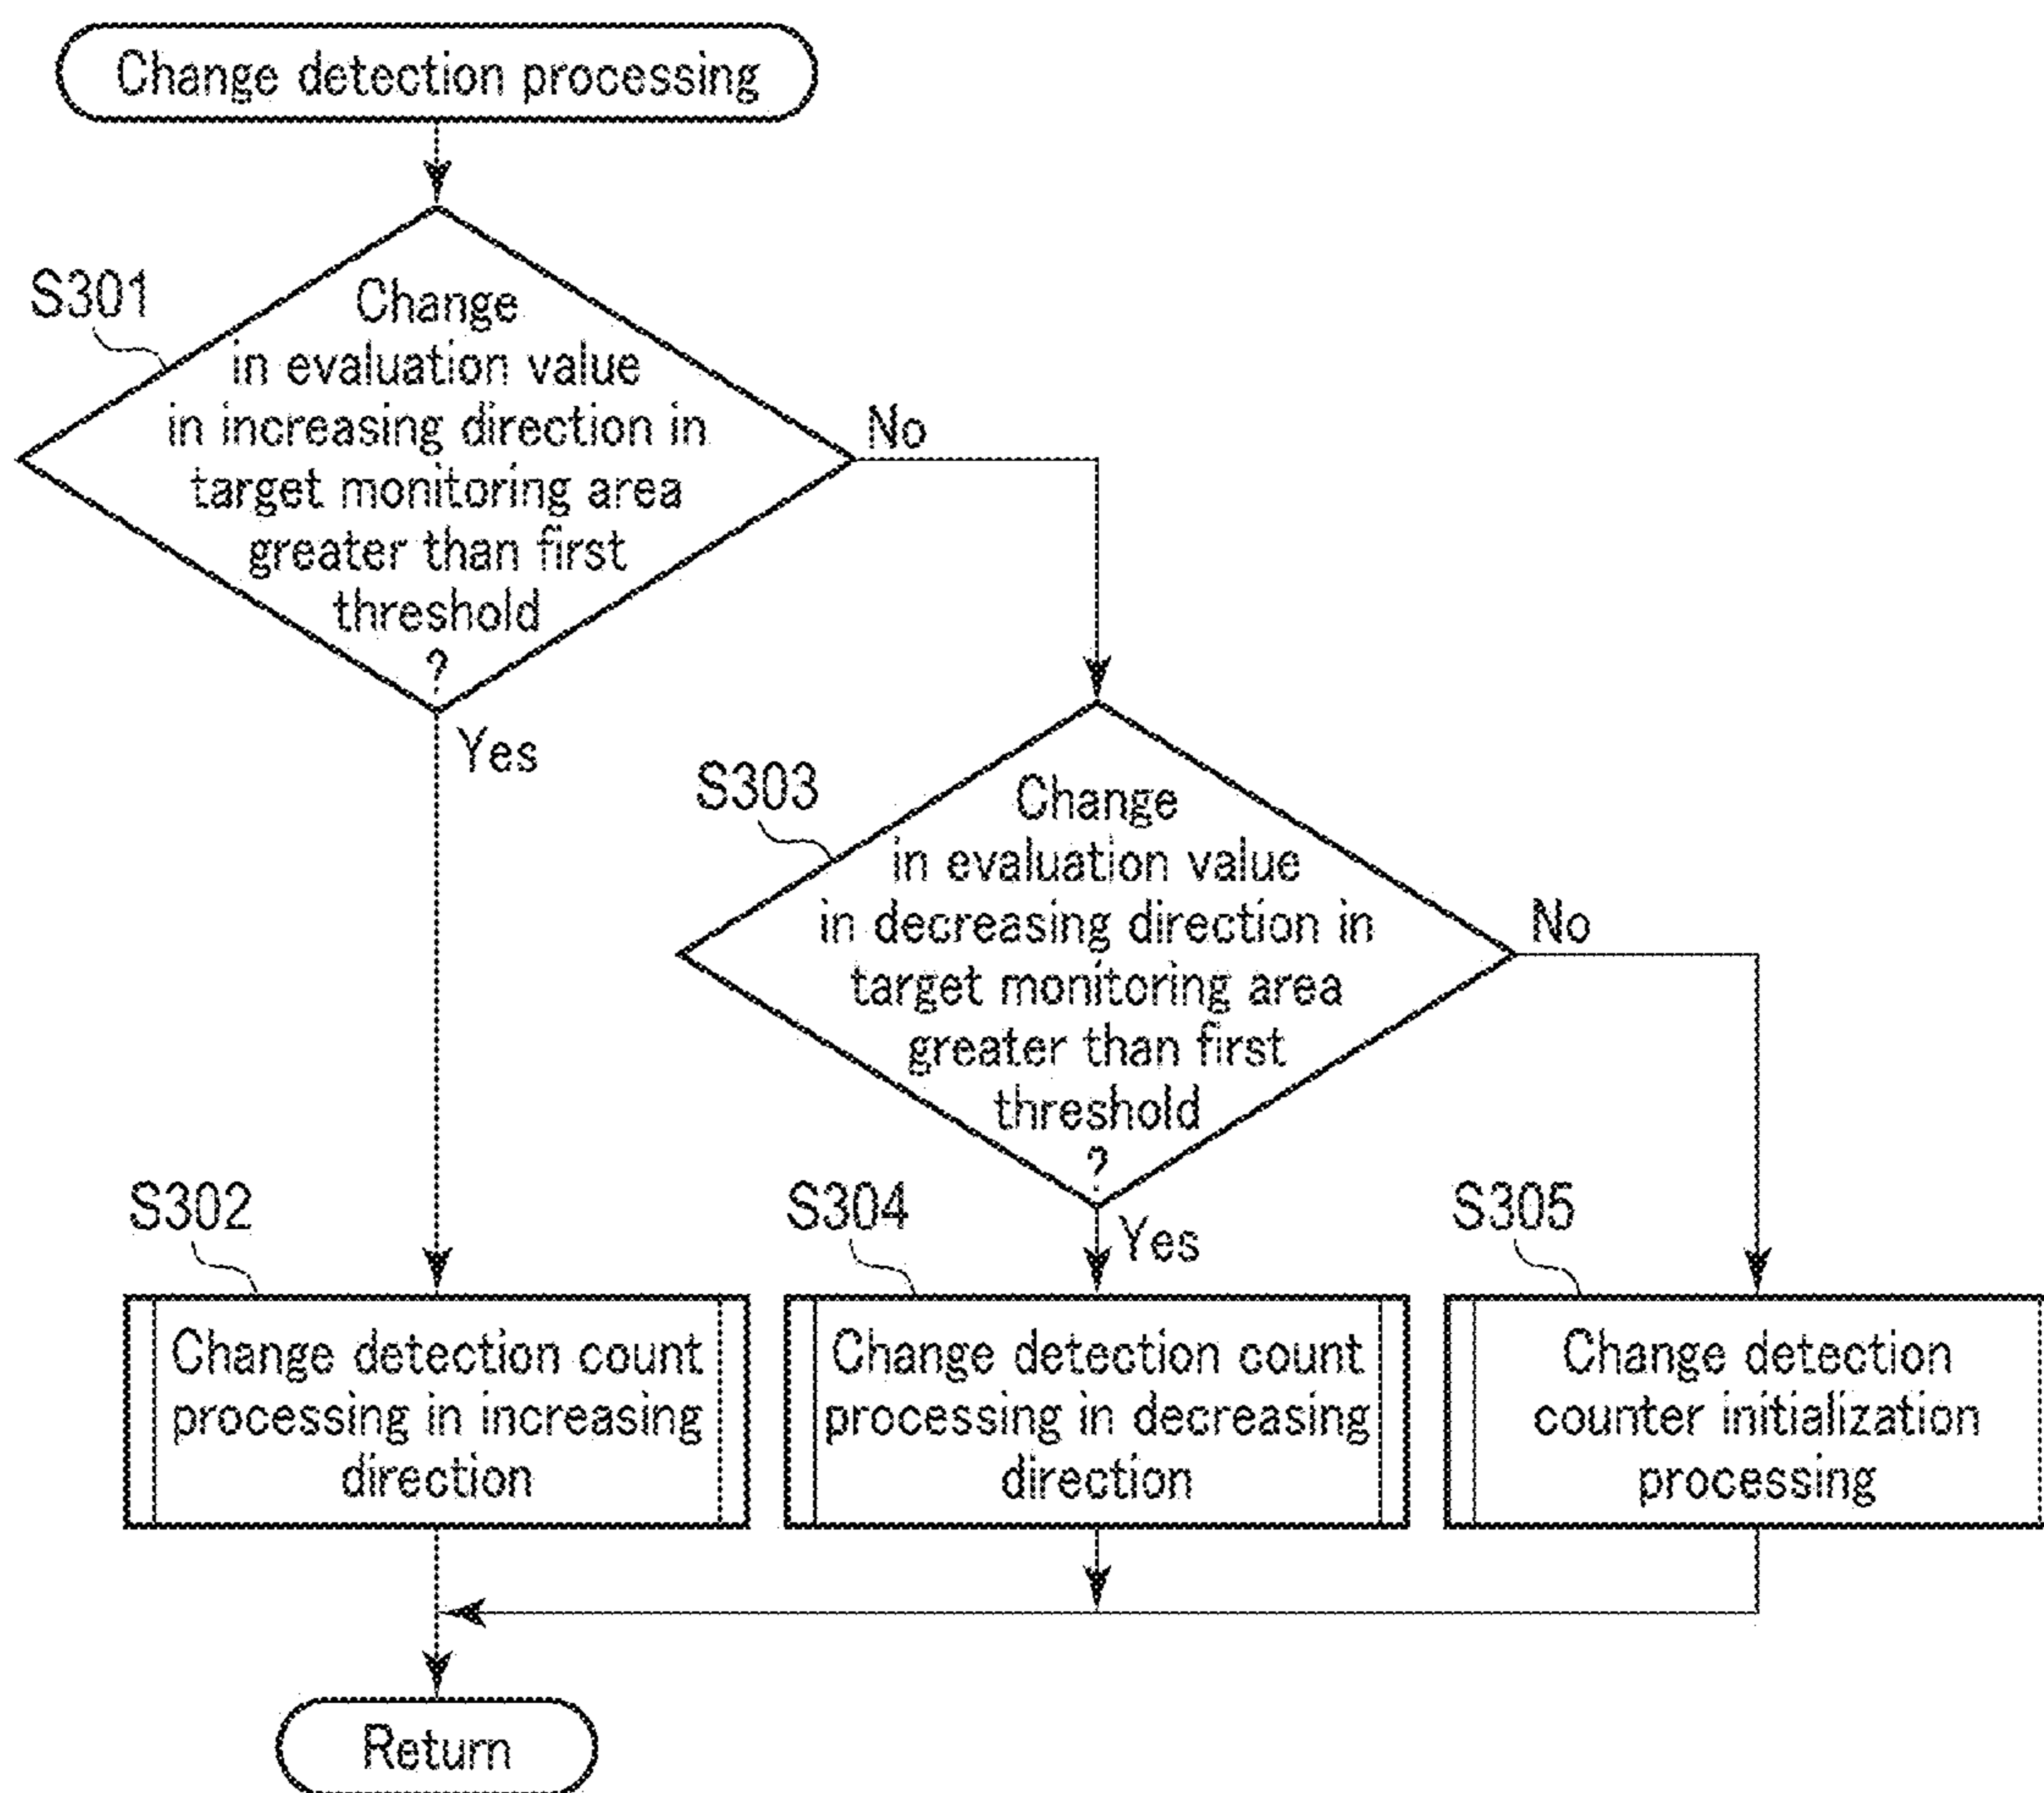 Change detection processing
S301
Change
in evaluation value
in increasing direction in
target monitoring area
greater than first
threshold
?
No
Yes
S303
Change
in evaluation value
in decreasing direction in
target monitoring area
greater than first
threshold
?
No
Yes
S302
Change detection count
processing in increasing
direction
S304
Change detection count
processing in decreasing
direction
S305
Change detection
counter initialization
processing
Return